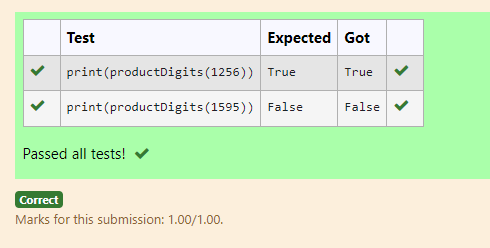 Test Expected Got
print(productDigits(1256)) True True
print(productDigits(1595)) False False
Passed all tests!
Correct
Marks for this submission: 1.00/1.00.